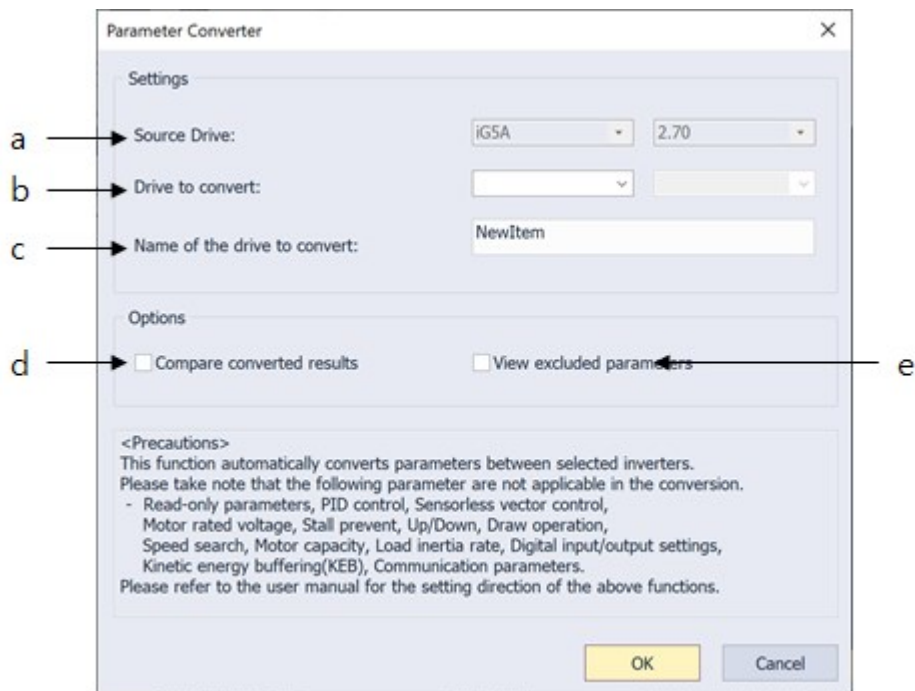 Parameter Converter
Settings
a Source Drive: iG5A 2.70
b Drive to convert:
c Name of the drive to convert: NewItem
Options
d Compare converted results View excluded parameters e
<Precautions>
This function automatically converts parameters between selected inverters.
Please take note that the following parameter are not applicable in the conversion.
- Read-only parameters, PID control, Sensorless vector control,
Motor rated voltage, Stall prevent, Up/Down, Draw operation,
Speed search, Motor capacity, Load inertia rate, Digital input/output settings,
Kinetic energy buffering(KEB), Communication parameters.
Please refer to the user manual for the setting direction of the above functions.
OK Cancel